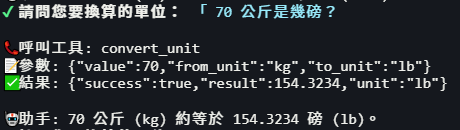 ✓ 請問您要換算的單位： 「 70 公斤是幾磅？
📞呼叫工具: convert_unit
📝參數: {"value":70,"from_unit":"kg","to_unit":"lb"}
✅結果: {"success":true,"result":154.3234,"unit":"lb"}
🤖助手: 70 公斤 (kg) 約等於 154.3234 磅 (lb)。